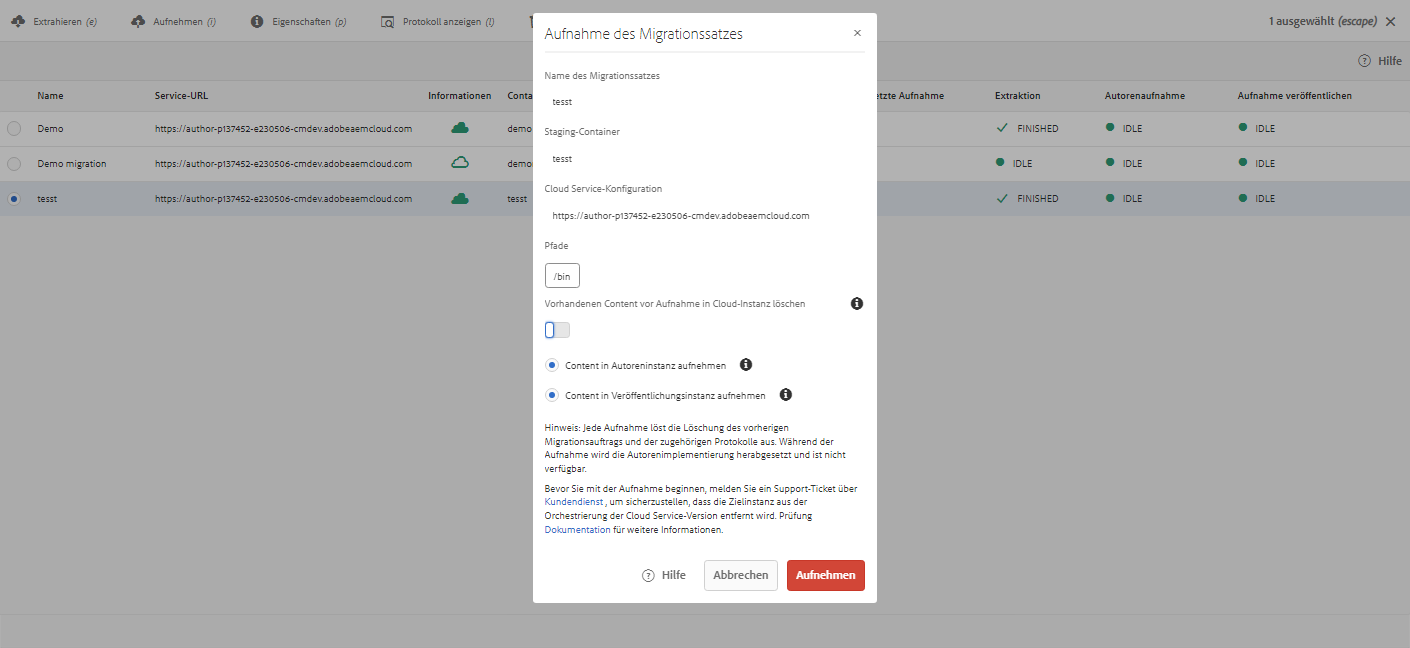 Extrahieren (e) Aufnehmen (i) Eigenschaften (p) Protokoll anzeigen (l) 1 ausgewählt (escape)
Hilfe
Name Service-URL Informationen Aufnahme Extraktion Autorenaufnahme Aufnahme veröffentlichen
Demo https://author-p137452-e230506-cmdev.adobeaemcloud.com demo FINISHED IDLE IDLE
Demo migration https://author-p137452-e230506-cmdev.adobeaemcloud.com demo IDLE IDLE IDLE
tesst https://author-p137452-e230506-cmdev.adobeaemcloud.com tesst FINISHED IDLE IDLE
Aufnahme des Migrationssatzes
Name des Migrationssatzes
tesst
Staging-Container
tesst
Cloud Service-Konfiguration
https://author-p137452-e230506-cmdev.adobeaemcloud.com
Pfade
/bin
Vorhandenen Content vor Aufnahme in Cloud-Instanz löschen
Content in Autoreninstanz aufnehmen
Content in Veröffentlichungsinstanz aufnehmen
Hinweis: Jede Aufnahme löst die Löschung des vorherigen
Migrationsauftrags und der zugehörigen Protokolle aus. Während der
Aufnahme wird die Autorenimplementierung herabgesetzt und ist nicht
verfügbar.
Bevor Sie mit der Aufnahme beginnen, melden Sie ein Support-Ticket über
Kundendienst , um sicherzustellen, dass die Zielinstanz aus der
Orchestrierung der Cloud Service-Version entfernt wird. Prüfung
Dokumentation für weitere Informationen.
Hilfe Abbrechen Aufnehmen